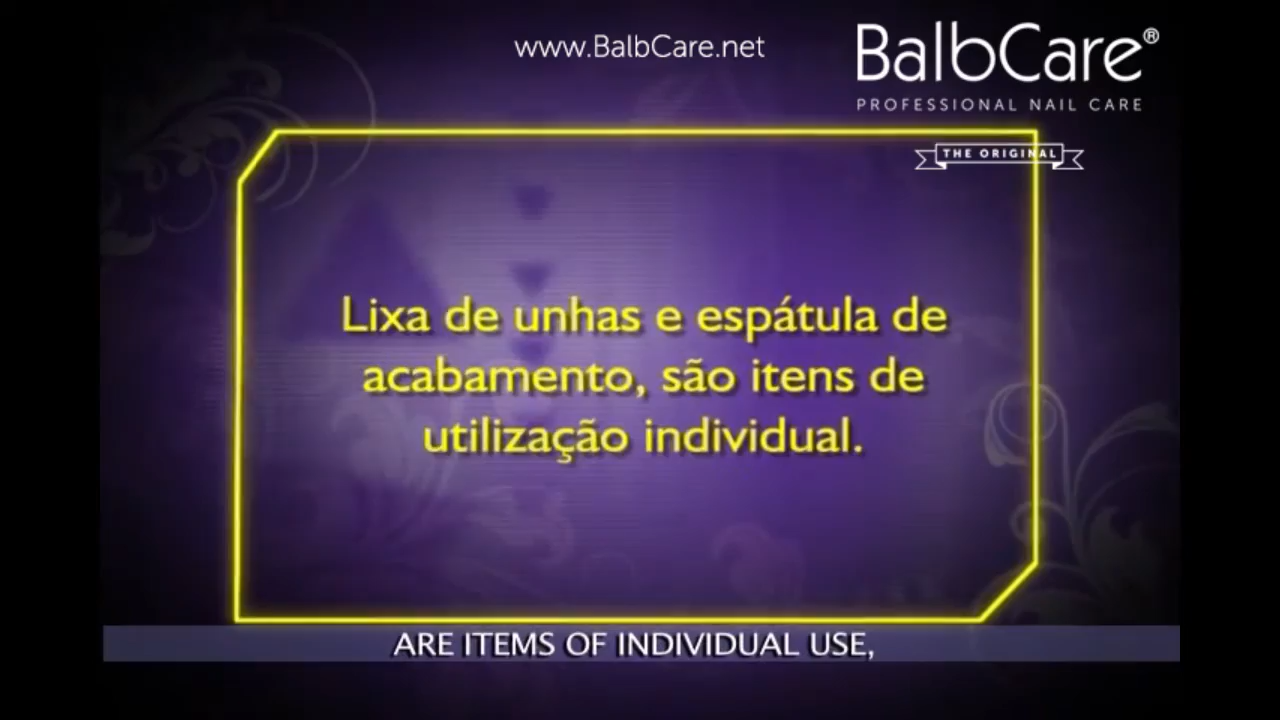 www.BalbCare.net
BalbCare®
PROFESSIONAL NAIL CARE
THE ORIGINAL
Lixa de unhas e espátula de
acabamento, são itens de
utilização individual.
ARE ITEMS OF INDIVIDUAL USE,